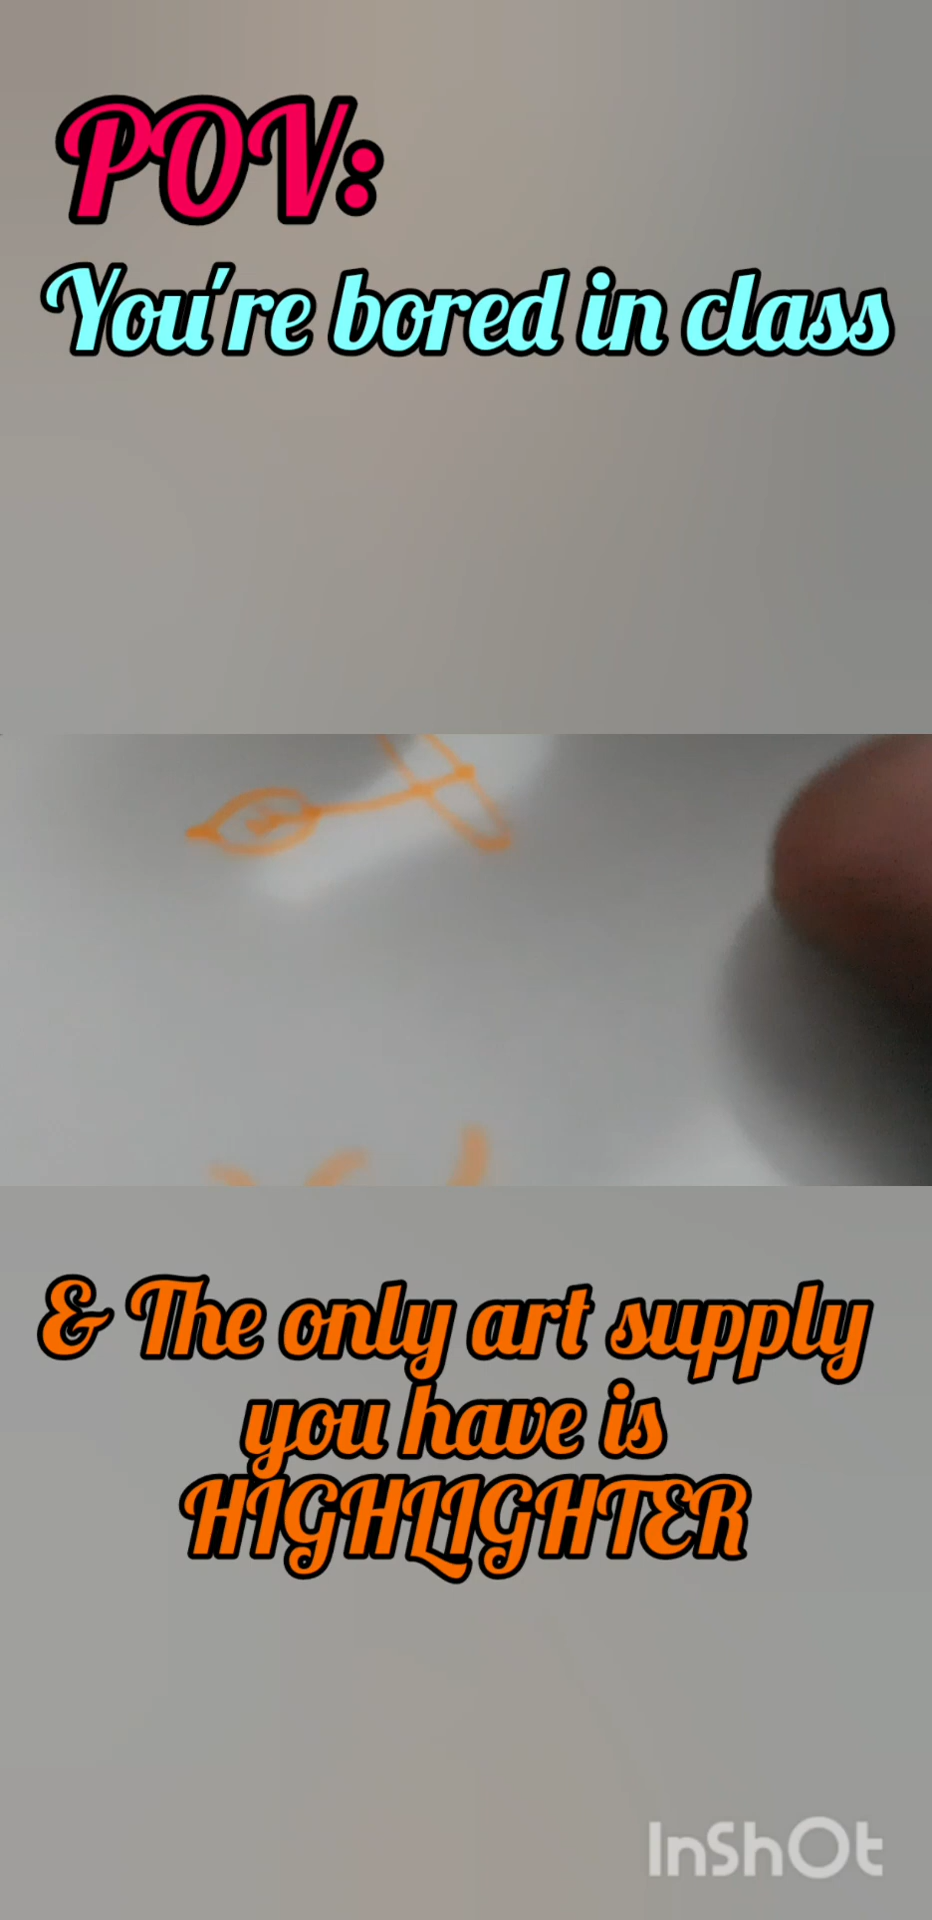 POV:
You're bored in class
& The only art supply
you have is
HIGHLIGHTER
InShOt